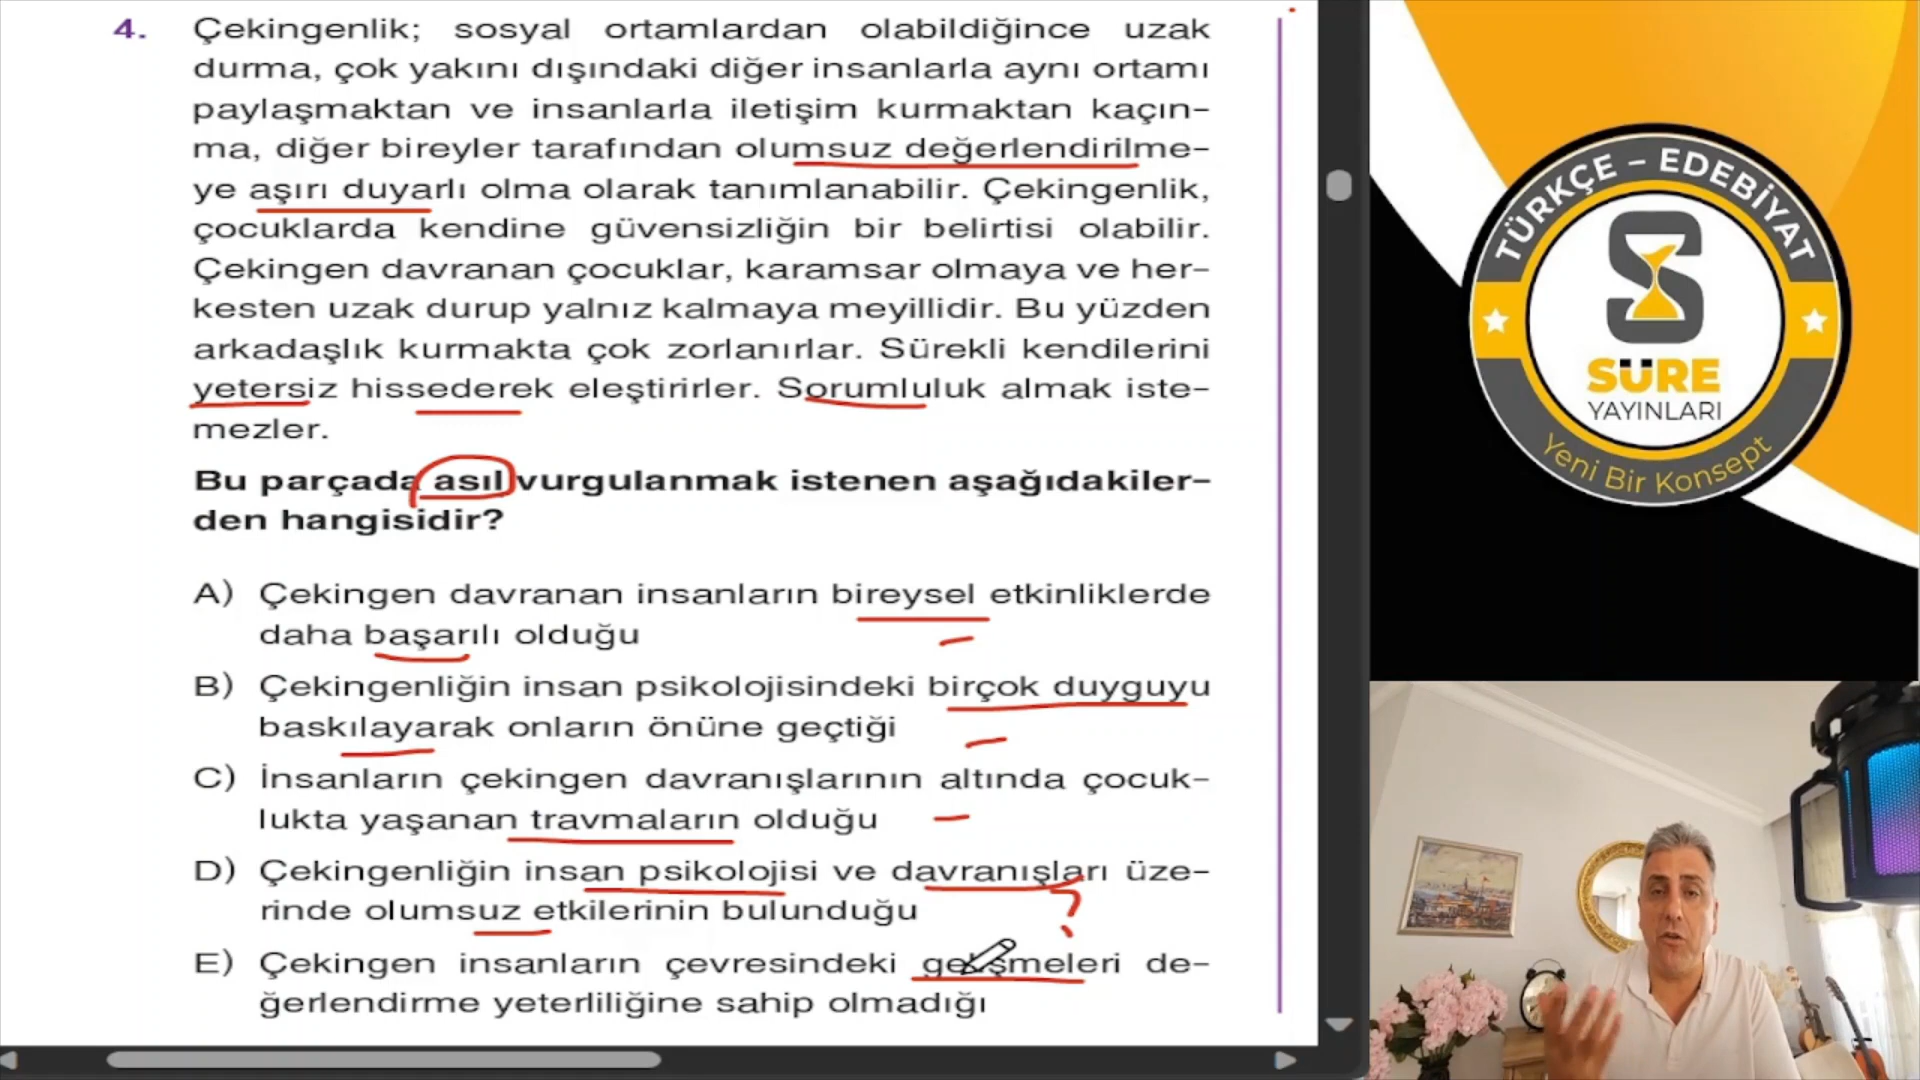 4. Çekingenlik; sosyal ortamlardan olabildiğince uzak
durma, çok yakını dışındaki diğer insanlarla aynı ortamı
paylaşmaktan ve insanlarla iletişim kurmaktan kaçın-
ma, diğer bireyler tarafından olumsuz değerlendirilme-
ye aşırı duyarlı olma olarak tanımlanabilir. Çekingenlik,
çocuklarda kendine güvensizliğin bir belirtisi olabilir.
Çekingen davranan çocuklar, karamsar olmaya ve her-
kesten uzak durup yalnız kalmaya meyillidir. Bu yüzden
arkadaşlık kurmakta çok zorlanırlar. Sürekli kendilerini
yetersiz hissederek eleştirirler. Sorumluluk almak iste-
mezler.
Bu parçada asıl vurgulanmak istenen aşağıdakiler-
den hangisidir?
A) Çekingen davranan insanların bireysel etkinliklerde
daha başarılı olduğu
B) Çekingenliğin insan psikolojisindeki birçok duyguyu
baskılayarak onların önüne geçtiği
C) İnsanların çekingen davranışlarının altında çocuk-
lukta yaşanan travmaların olduğu
D) Çekingenliğin insan psikolojisi ve davranışları üze-
rinde olumsuz etkilerinin bulunduğu
?
E) Çekingen insanların çevresindeki gelişmeleri de-
ğerlendirme yeterliliğine sahip olmadığı
TÜRKÇE – EDEBİYAT
S
SÜRE
YAYINLARI
Yeni Bir Konsept